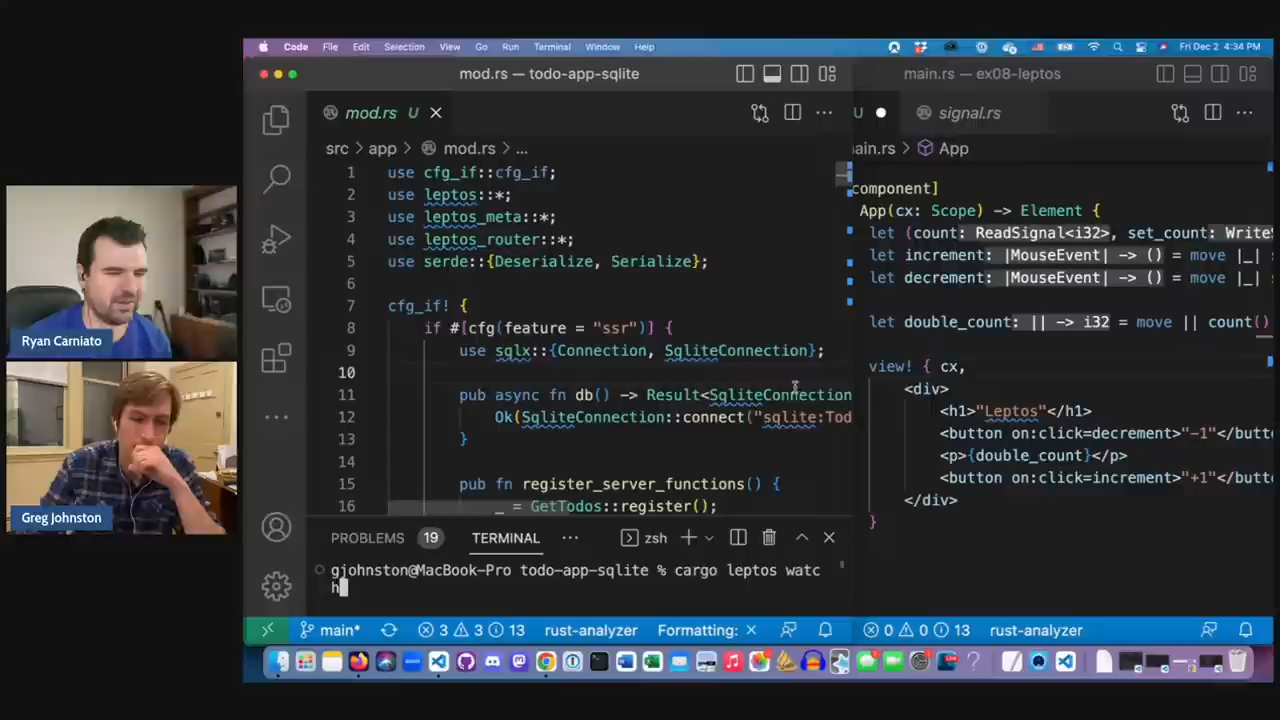 Code File Edit Selection View Go Run Terminal Window Help Fri Dec 2 4:34 PM
mod.rs — todo-app-sqlite
mod.rs U
src > app > mod.rs > ...
1 use cfg_if::cfg_if;
2 use leptos::*;
3 use leptos_meta::*;
4 use leptos_router::*;
5 use serde::{Deserialize, Serialize};
6
7 cfg_if! {
8 if #[cfg(feature = "ssr")] {
9 use sqlx::{Connection, SqliteConnection};
10
11 pub async fn db() -> Result<SqliteConnection
12 Ok(SqliteConnection::connect("sqlite:Tod
13 }
14
15 pub fn register_server_functions() {
16 _ = GetTodos::register();
PROBLEMS 19 TERMINAL ... zsh
gjohnston@MacBook-Pro todo-app-sqlite % cargo leptos watc
h
main* 3 3 13 rust-analyzer Formatting: ×
main.rs — ex08-leptos
U signal.rs
ain.rs > App
component]
App(cx: Scope) -> Element {
let (count: ReadSignal<i32>, set_count: WriteS
let increment: |MouseEvent| -> () = move |_| s
let decrement: |MouseEvent| -> () = move |_| s
let double_count: || -> i32 = move || count()
view! { cx,
<div>
<h1>"Leptos"</h1>
<button on:click=decrement>"-1"</butto
<p>{double_count}</p>
<button on:click=increment>"+1"</butto
</div>
}
0 0 13 rust-analyzer
Ryan Carniato
Greg Johnston